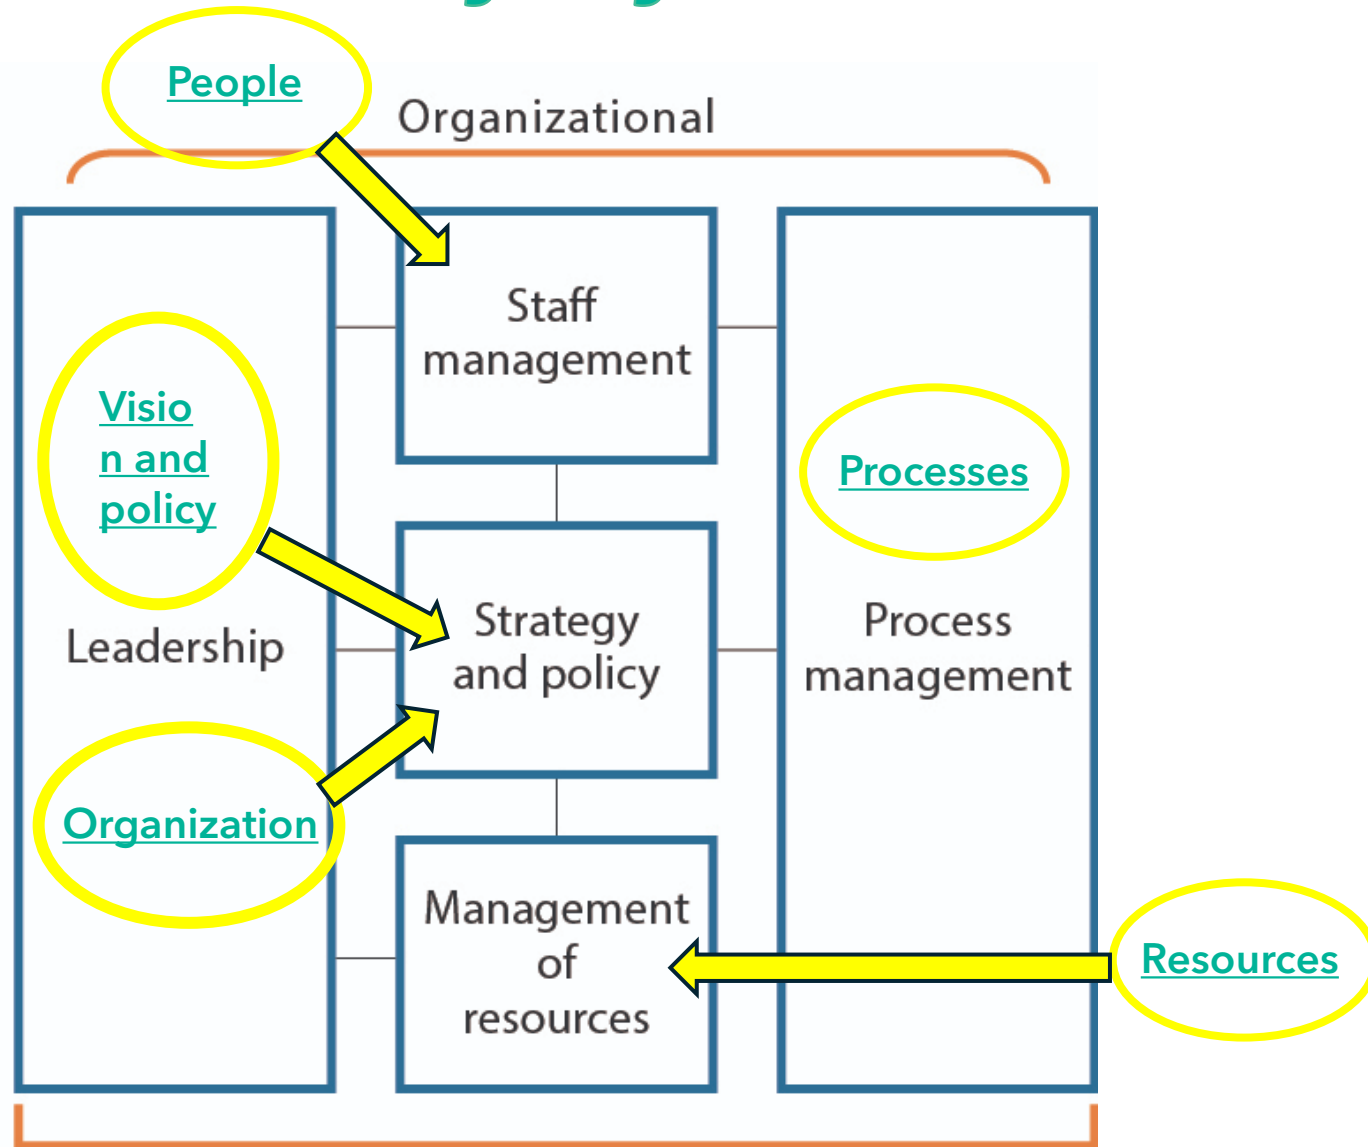 People
Organizational
Staff
management
Visio
n and
policy
Processes
Leadership
Strategy
and policy
Process
management
Organization
Management
of
resources
Resources